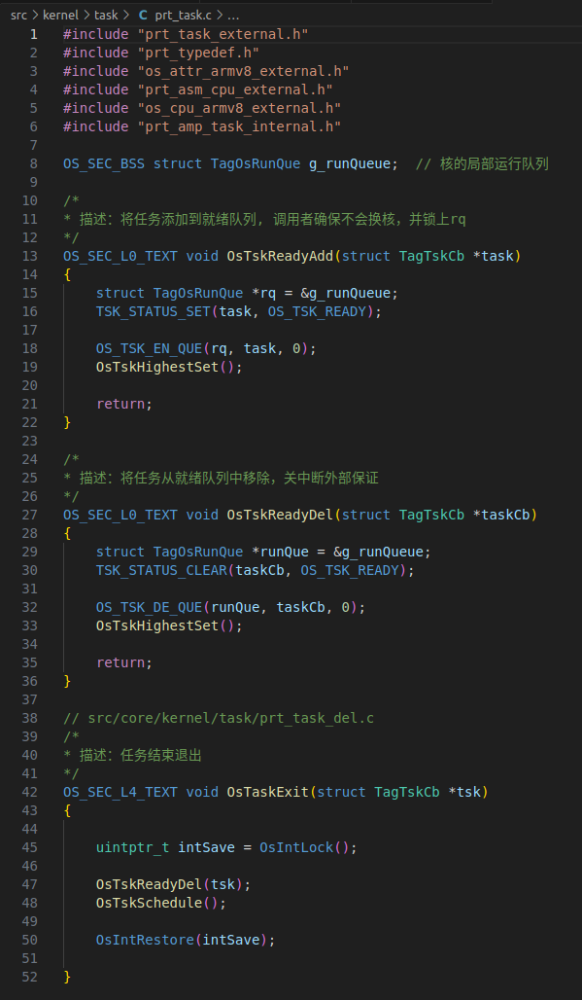 src > kernel > task > C prt_task.c > ...
1 #include "prt_task_external.h"
2 #include "prt_typedef.h"
3 #include "os_attr_armv8_external.h"
4 #include "prt_asm_cpu_external.h"
5 #include "os_cpu_armv8_external.h"
6 #include "prt_amp_task_internal.h"
7
8 OS_SEC_BSS struct TagOsRunQue g_runQueue;  // 核的局部运行队列
9
10 /*
11 * 描述：将任务添加到就绪队列, 调用者确保不会换核，并锁上rq
12 */
13 OS_SEC_L0_TEXT void OsTskReadyAdd(struct TagTskCb *task)
14 {
15     struct TagOsRunQue *rq = &g_runQueue;
16     TSK_STATUS_SET(task, OS_TSK_READY);
17
18     OS_TSK_EN_QUE(rq, task, 0);
19     OsTskHighestSet();
20
21     return;
22 }
23
24 /*
25 * 描述：将任务从就绪队列中移除，关中断外部保证
26 */
27 OS_SEC_L0_TEXT void OsTskReadyDel(struct TagTskCb *taskCb)
28 {
29     struct TagOsRunQue *runQue = &g_runQueue;
30     TSK_STATUS_CLEAR(taskCb, OS_TSK_READY);
31
32     OS_TSK_DE_QUE(runQue, taskCb, 0);
33     OsTskHighestSet();
34
35     return;
36 }
37
38 // src/core/kernel/task/prt_task_del.c
39 /*
40 * 描述：任务结束退出
41 */
42 OS_SEC_L4_TEXT void OsTaskExit(struct TagTskCb *tsk)
43 {
44
45     uintptr_t intSave = OsIntLock();
46
47     OsTskReadyDel(tsk);
48     OsTskSchedule();
49
50     OsIntRestore(intSave);
51
52 }